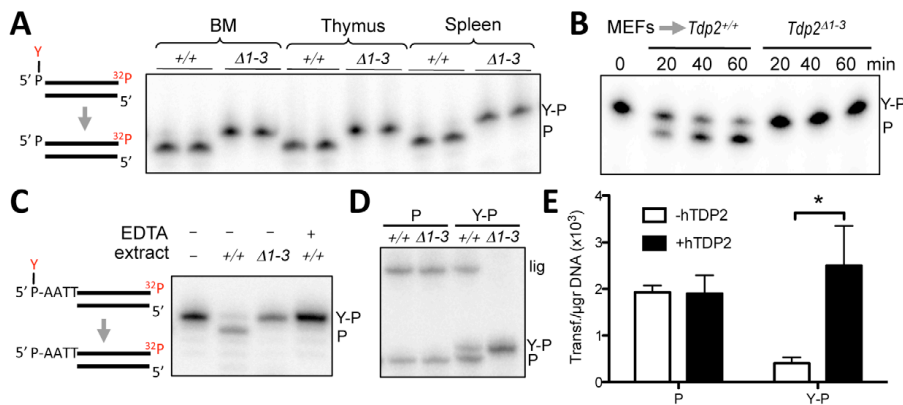 A
BM Thymus Spleen
+/+ Δ1-3 +/+ Δ1-3 +/+ Δ1-3
Y
5' P 32P
5'
5' P 32P
5'
Y-P
P
B
MEFs Tdp2+/+ Tdp2Δ1-3
0 20 40 60 20 40 60 min
Y-P
P
C
EDTA – – – +
extract – +/+ Δ1-3 +/+
Y
5' P-AATT 32P
5'
5' P-AATT 32P
5'
Y-P
P
D
P Y-P
+/+ Δ1-3 +/+ Δ1-3
lig
Y-P
P
E
Transf./µgr DNA (x10³)
4
3
2
1
0
-hTDP2
+hTDP2
*
P Y-P